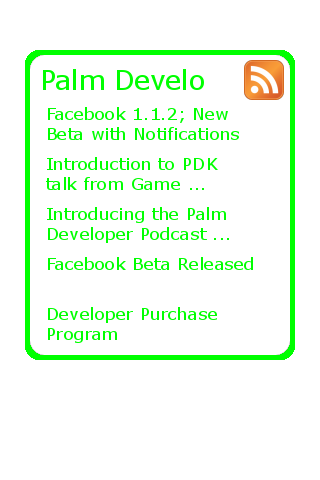 Palm Develo
Facebook 1.1.2; New
Beta with Notifications
Introduction to PDK
talk from Game ...
Introducing the Palm
Developer Podcast ...
Facebook Beta Released
Developer Purchase
Program